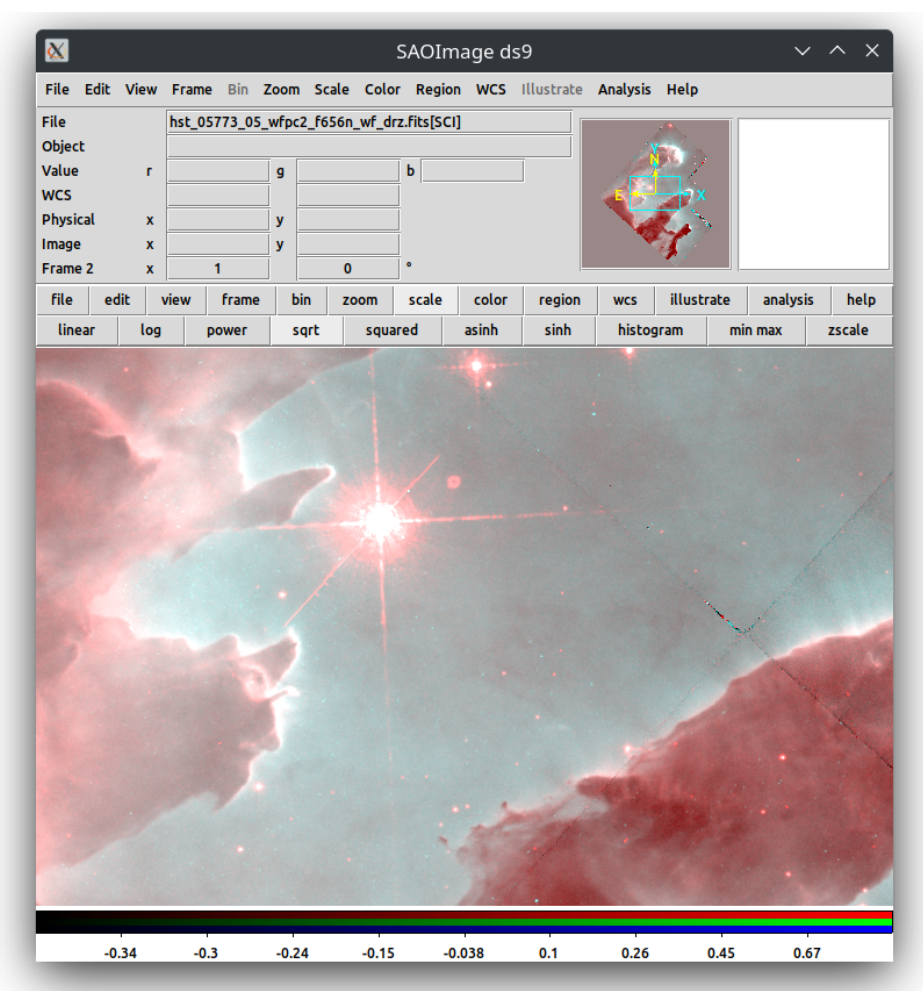 SAOImage ds9
File Edit View Frame Bin Zoom Scale Color Region WCS Illustrate Analysis Help
File hst_05773_05_wfpc2_f656n_wf_drz.fits[SCI]
Object
Value r g b
WCS
Physical x y
Image x y
Frame 2 x 1 0 °
Y
N
E X
file edit view frame bin zoom scale color region wcs illustrate analysis help
linear log power sqrt squared asinh sinh histogram min max zscale
-0.34 -0.3 -0.24 -0.15 -0.038 0.1 0.26 0.45 0.67